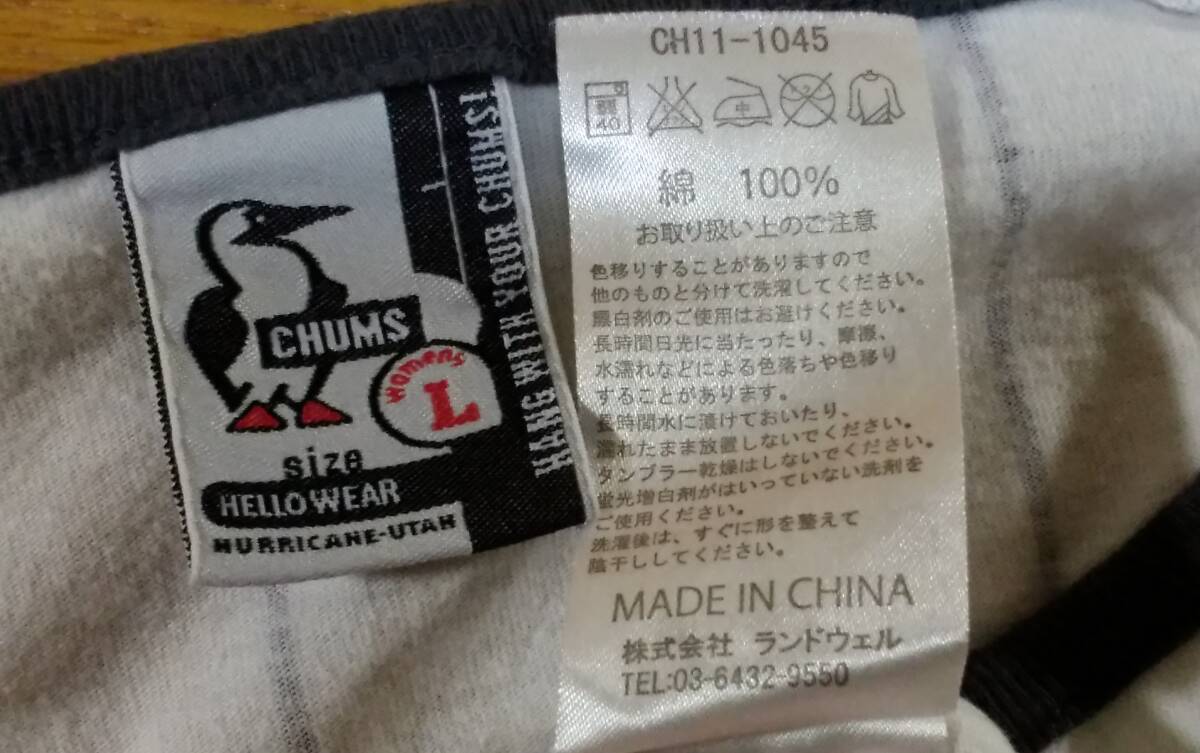 CHUMS
womens
L
size
HELLO WEAR
HURRICANE-UTAH
HANG WITH YOUR CHUMS!
CH11-1045
40
中
綿 100%
お取り扱い上のご注意
色移りすることがありますので
他のものと分けて洗濯してください。
黒白剤のご使用はお避けください。
長時間日光に当たったり、摩擦、
水濡れなどによる色落ちや色移り
することがあります。
長時間水に漬けておいたり、
濡れたまま放置しないでください。
タンブラー乾燥はしないでください。
蛍光増白剤がはいっていない洗剤を
ご使用ください。
洗濯後は、すぐに形を整えて
陰干ししてください。
MADE IN CHINA
株式会社 ランドウェル
TEL:03-6432-9550